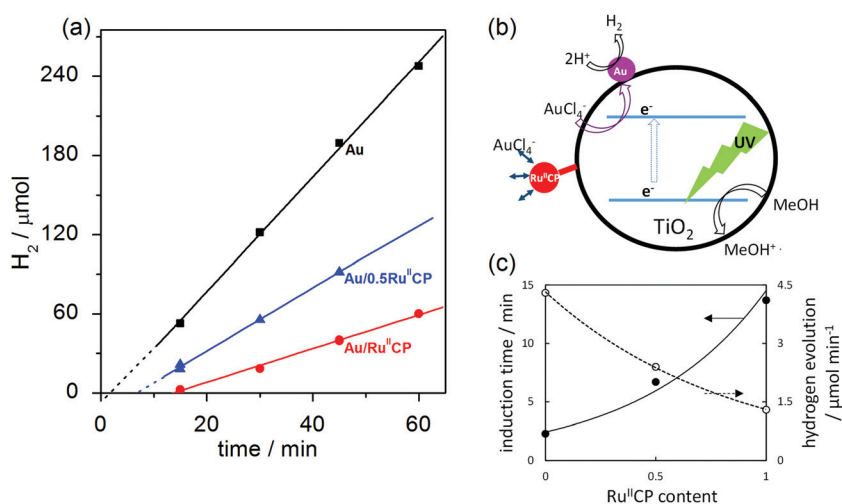 (a)
H₂ / μmol
240
180
120
60
0
Au
Au/0.5RuᴵᴵCP
Au/RuᴵᴵCP
20
40
60
time / min
(b)
H₂
2H⁺
Au
AuCl₄⁻
e⁻
UV
AuCl₄⁻
RuᴵᴵCP
e⁻
MeOH
TiO₂
MeOH⁺ ·
(c)
induction time / min
15
10
5
0
4.5
3
1.5
0
hydrogen evolution
/ μmol min⁻¹
0
0.5
1
RuᴵᴵCP content